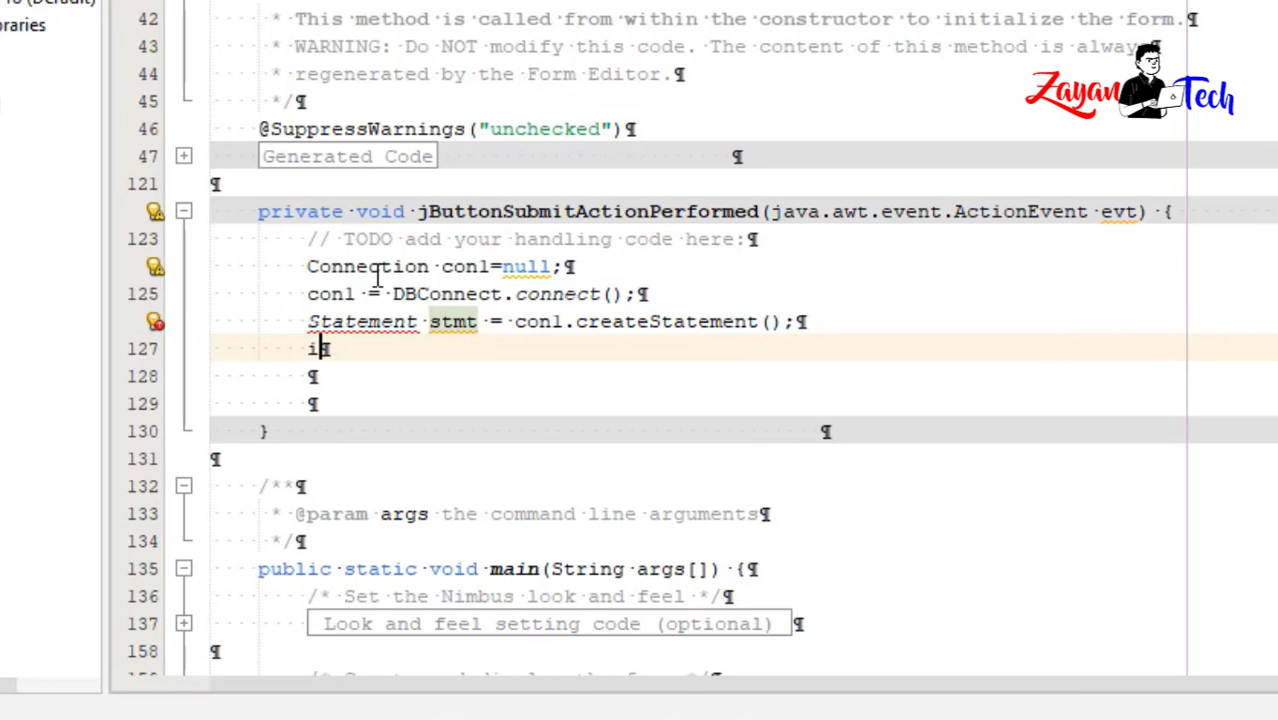 braries
42 * This method is called from within the constructor to initialize the form.¶
43 * WARNING: Do NOT modify this code. The content of this method is always¶
44 * regenerated by the Form Editor.¶
45 */¶
46 @SuppressWarnings("unchecked")¶
47 Generated Code ¶
121 ¶
private void jButtonSubmitActionPerformed(java.awt.event.ActionEvent evt) {
123 // TODO add your handling code here:¶
Connection con1=null;¶
125 con1 = DBConnect.connect();¶
Statement stmt = con1.createStatement();¶
127 i¶
128 ¶
129 ¶
130 } ¶
131 ¶
132 /**¶
133 * @param args the command line arguments¶
134 */¶
135 public static void main(String args[]) {¶
136 /* Set the Nimbus look and feel */¶
137 Look and feel setting code (optional) ¶
158 ¶
Zayan Tech